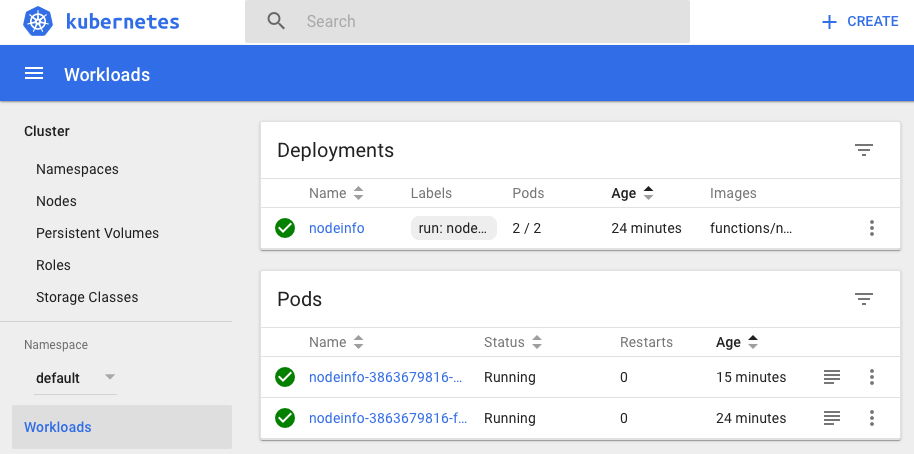 kubernetes
Search
CREATE
Workloads
Cluster
Namespaces
Nodes
Persistent Volumes
Roles
Storage Classes
Namespace
default
Workloads
Deployments
Name Labels Pods Age Images
nodeinfo run: node... 2 / 2 24 minutes functions/n...
Pods
Name Status Restarts Age
nodeinfo-3863679816-... Running 0 15 minutes
nodeinfo-3863679816-f... Running 0 24 minutes